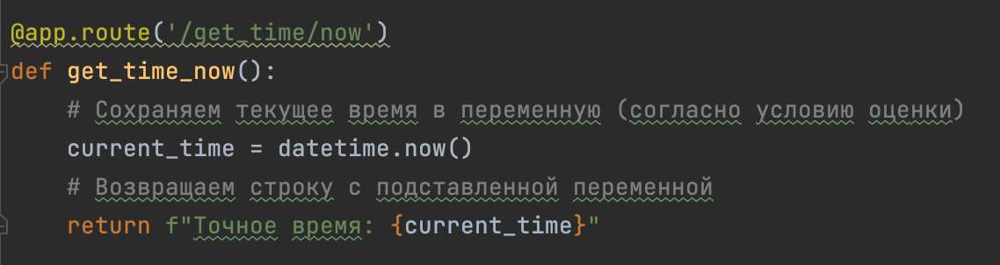 @app.route('/get_time/now')
def get_time_now():
# Сохраняем текущее время в переменную (согласно условию оценки)
current_time = datetime.now()
# Возвращаем строку с подставленной переменной
return f"Точное время: {current_time}"